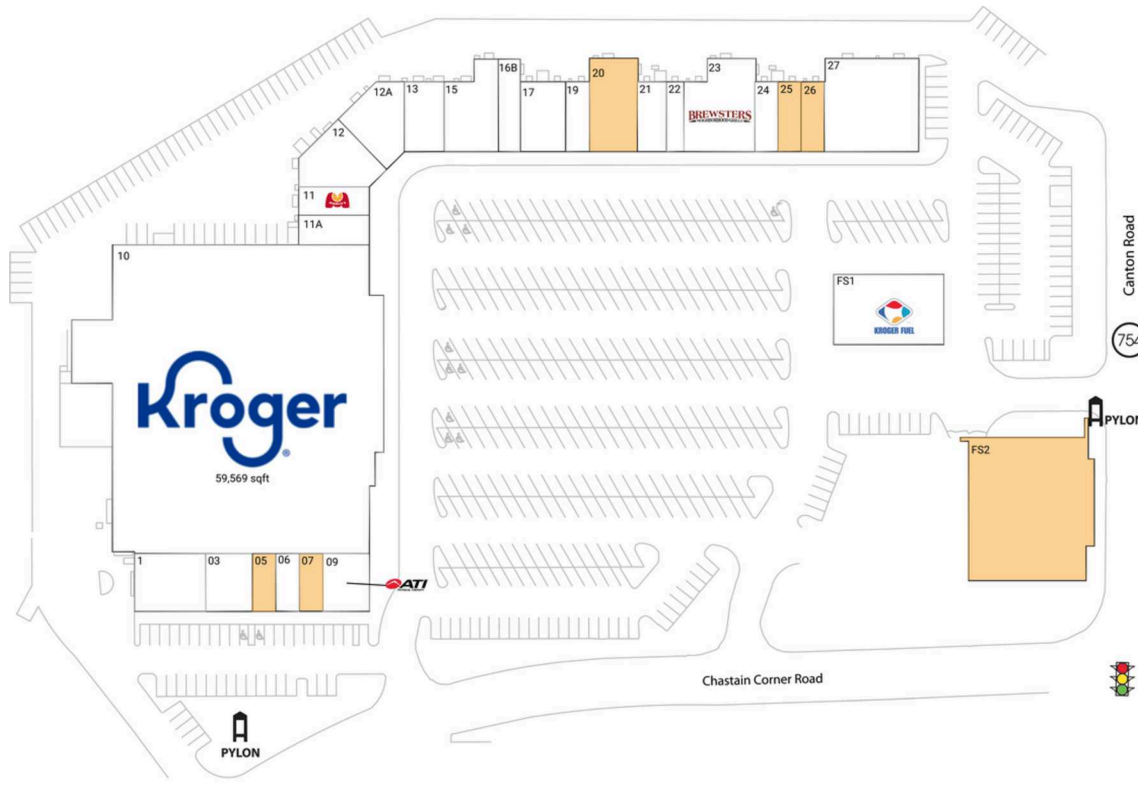 16B
23
27
20
12A
13
15
17
19
21
22
24
25
26
BREWSTERS
12
11
11A
10
Canton Road
FS1
KROGER FUEL
754
Kroger
59,569 sqft
PYLON
FS2
1
03
05
06
07
09
ATI
Chastain Corner Road
PYLON